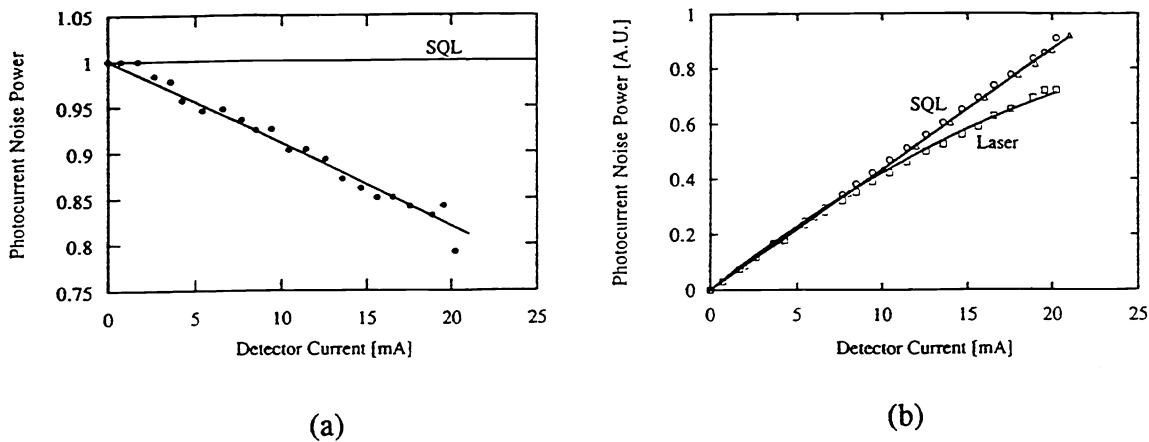 1.05
1
0.95
0.9
0.85
0.8
0.75
Photocurrent Noise Power
SQL
0
5
10
15
20
25
Detector Current [mA]
(a)
1
0.8
0.6
0.4
0.2
0
Photocurrent Noise Power [A.U.]
SQL
Laser
0
5
10
15
20
25
Detector Current [mA]
(b)